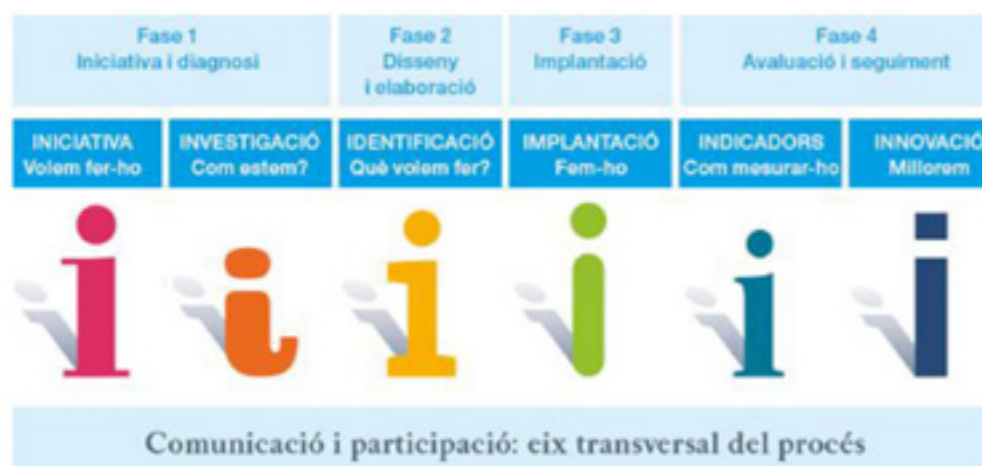 Fase 1
Iniciativa i diagnosi
Fase 2
Disseny
i elaboració
Fase 3
Implantació
Fase 4
Avaluació i seguiment
INICIATIVA
Volem fer-ho
INVESTIGACIÓ
Com estem?
IDENTIFICACIÓ
Què volem fer?
IMPLANTACIÓ
Fem-ho
INDICADORS
Com mesurar-ho
INNOVACIÓ
Millorem
i i i i i i
Comunicació i participació: eix transversal del procés